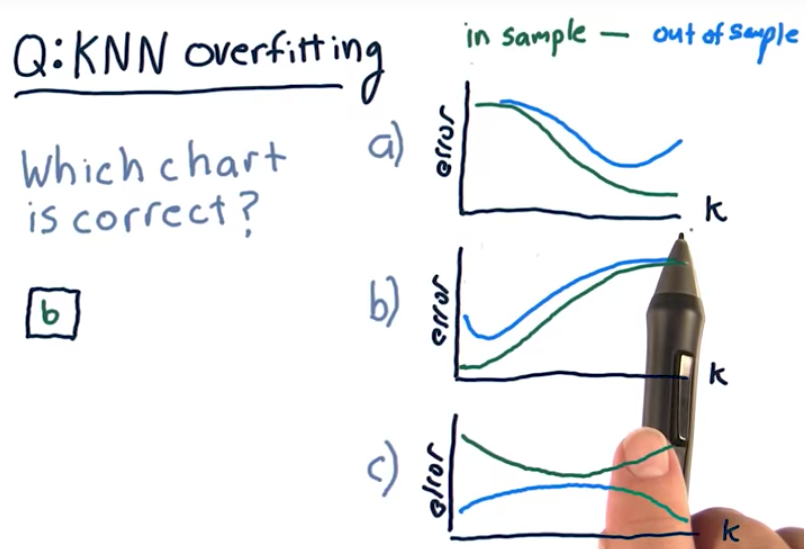 Q: KNN overfitting
in sample — out of sample
Which chart
is correct?
b
a)
error
k
b)
error
k
c)
error
k